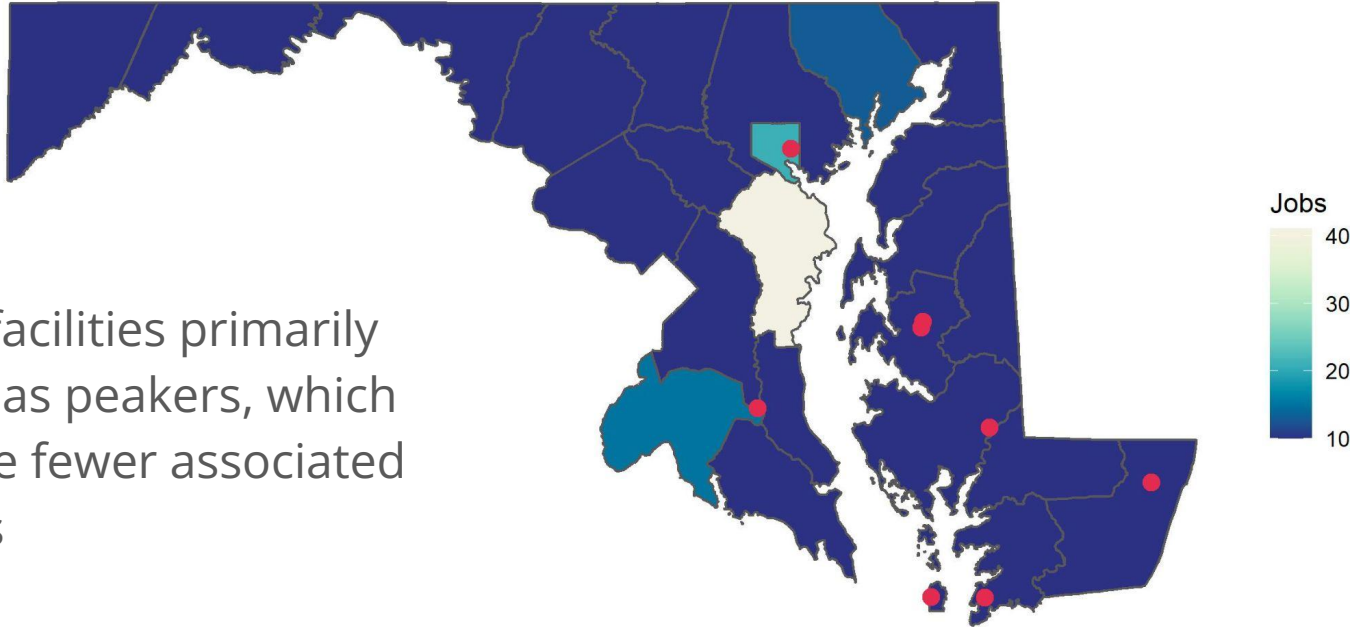 facilities primarily
as peakers, which
fewer associated
Jobs
40
30
20
10